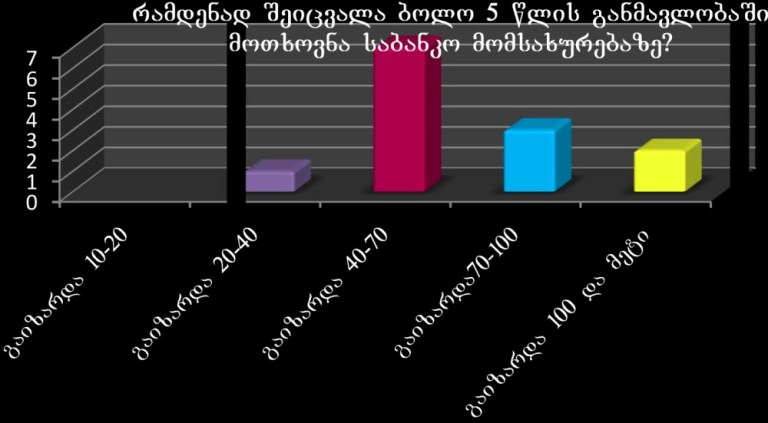 რამდენად შეიცვალა ბოლო 5 წლის განმავლობაში
მოთხოვნა საბანკო მომსახურებაზე?
7
6
5
4
3
2
1
0
გაიზარდა 10-20
გაიზარდა 20-40
გაიზარდა 40-70
გაიზარდა70-100
გაიზარდა 100 და მეტი